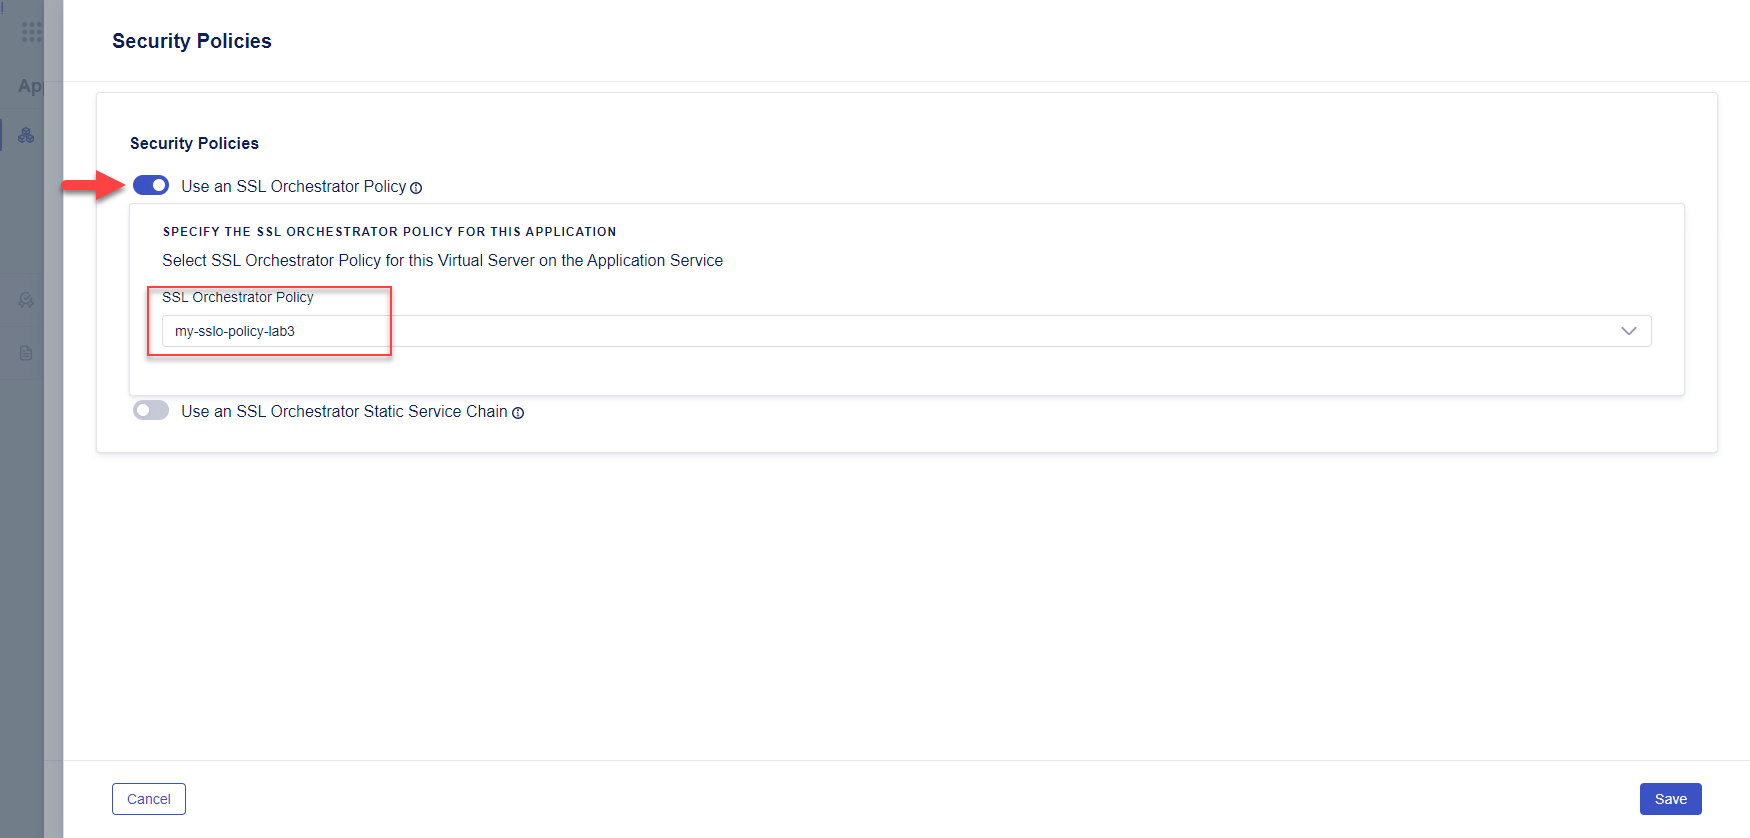 Security Policies
App
Security Policies
Use an SSL Orchestrator Policy
SPECIFY THE SSL ORCHESTRATOR POLICY FOR THIS APPLICATION
Select SSL Orchestrator Policy for this Virtual Server on the Application Service
SSL Orchestrator Policy
my-sslo-policy-lab3
Use an SSL Orchestrator Static Service Chain
Cancel
Save